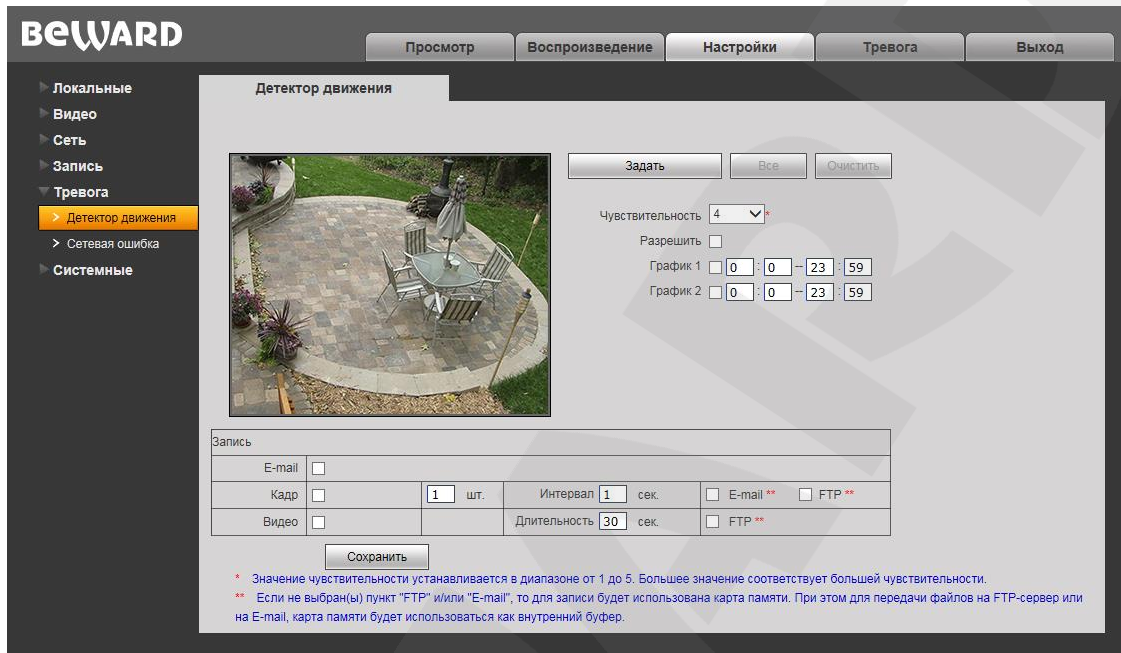 BEWARD
Просмотр Воспроизведение Настройки Тревога Выход
Локальные
Видео
Сеть
Запись
Тревога
> Детектор движения
> Сетевая ошибка
Системные
Детектор движения
Задать Все Очистить
Чувствительность 4 *
Разрешить
График 1 0 : 0 -- 23 : 59
График 2 0 : 0 -- 23 : 59
Запись
E-mail
Кадр 1 шт. Интервал 1 сек. E-mail ** FTP **
Видео Длительность 30 сек. FTP **
Сохранить
* Значение чувствительности устанавливается в диапазоне от 1 до 5. Большее значение соответствует большей чувствительности.
** Если не выбран(ы) пункт "FTP" и/или "E-mail", то для записи будет использована карта памяти. При этом для передачи файлов на FTP-сервер или
на E-mail, карта памяти будет использоваться как внутренний буфер.